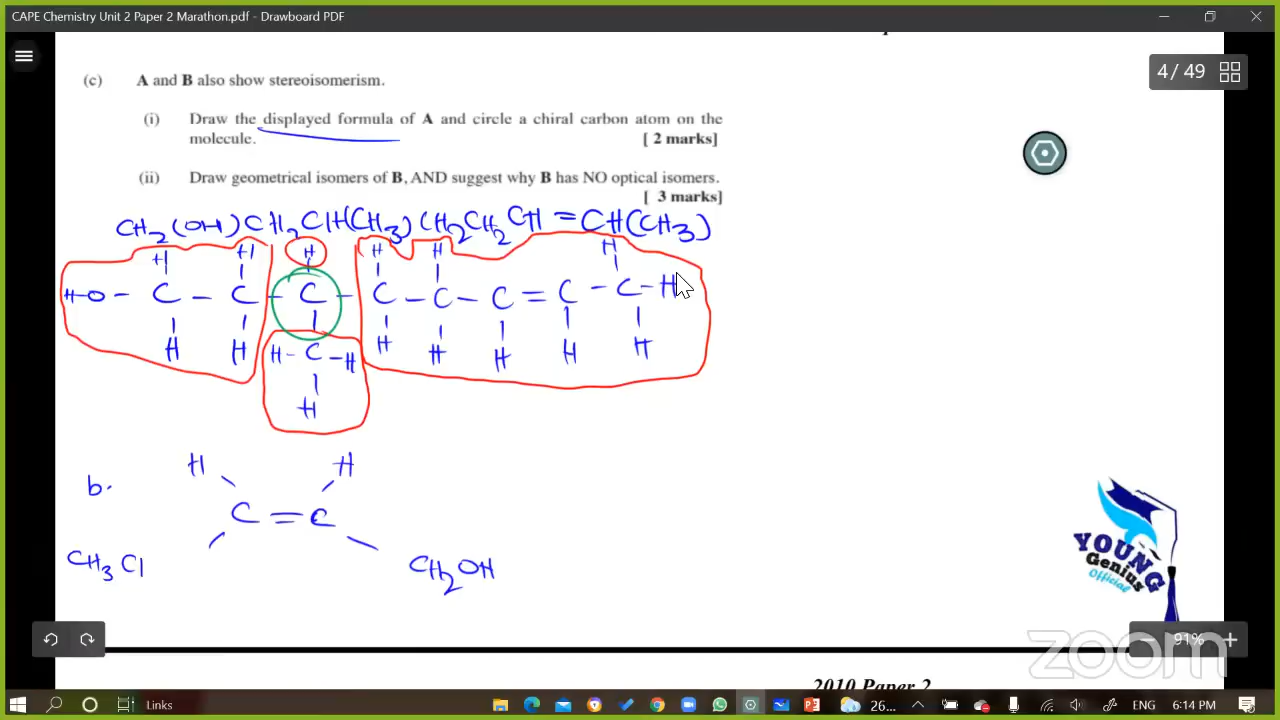 CAPE Chemistry Unit 2 Paper 2 Marathon.pdf - Drawboard PDF
4 / 49
(c) A and B also show stereoisomerism.
(i) Draw the displayed formula of A and circle a chiral carbon atom on the
molecule. [ 2 marks]
(ii) Draw geometrical isomers of B, AND suggest why B has NO optical isomers.
[ 3 marks]
CH2(OH)CH2CH(CH3)CH2CH2CH=CH(CH3)
H H H H H H
H-O - C - C - C - C - C - C = C - C - H
H H H - C - H H H H H H
H
b. H H
C = C
CH3Cl CH2OH
YOUNG
Genius
Official
zoom
91%
2010 Paper 2
Links
26...
ENG 6:14 PM